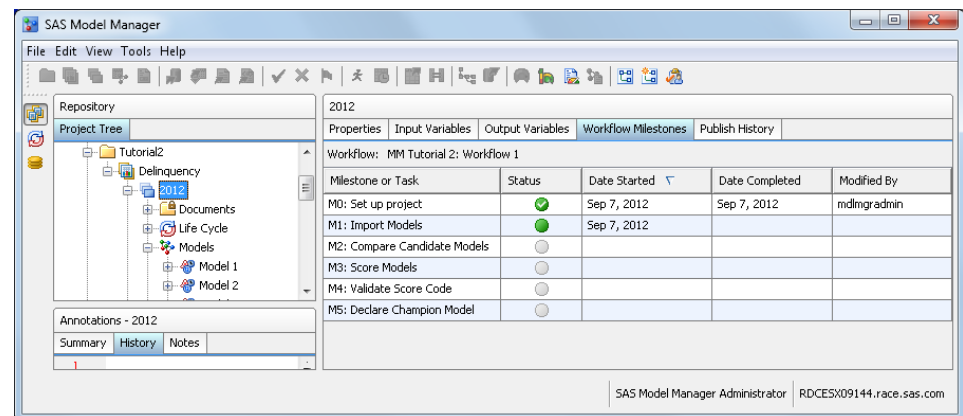 SAS Model Manager
File Edit View Tools Help
Repository
Project Tree
Tutorial2
Delinquency
2012
Documents
Life Cycle
Models
Model 1
Model 2
Annotations - 2012
Summary History Notes
1
2012
Properties Input Variables Output Variables Workflow Milestones Publish History
Workflow: MM Tutorial 2: Workflow 1
Milestone or Task Status Date Started Date Completed Modified By
M0: Set up project Sep 7, 2012 Sep 7, 2012 mdlmgradmin
M1: Import Models Sep 7, 2012
M2: Compare Candidate Models
M3: Score Models
M4: Validate Score Code
M5: Declare Champion Model
SAS Model Manager Administrator RDCESX09144.race.sas.com